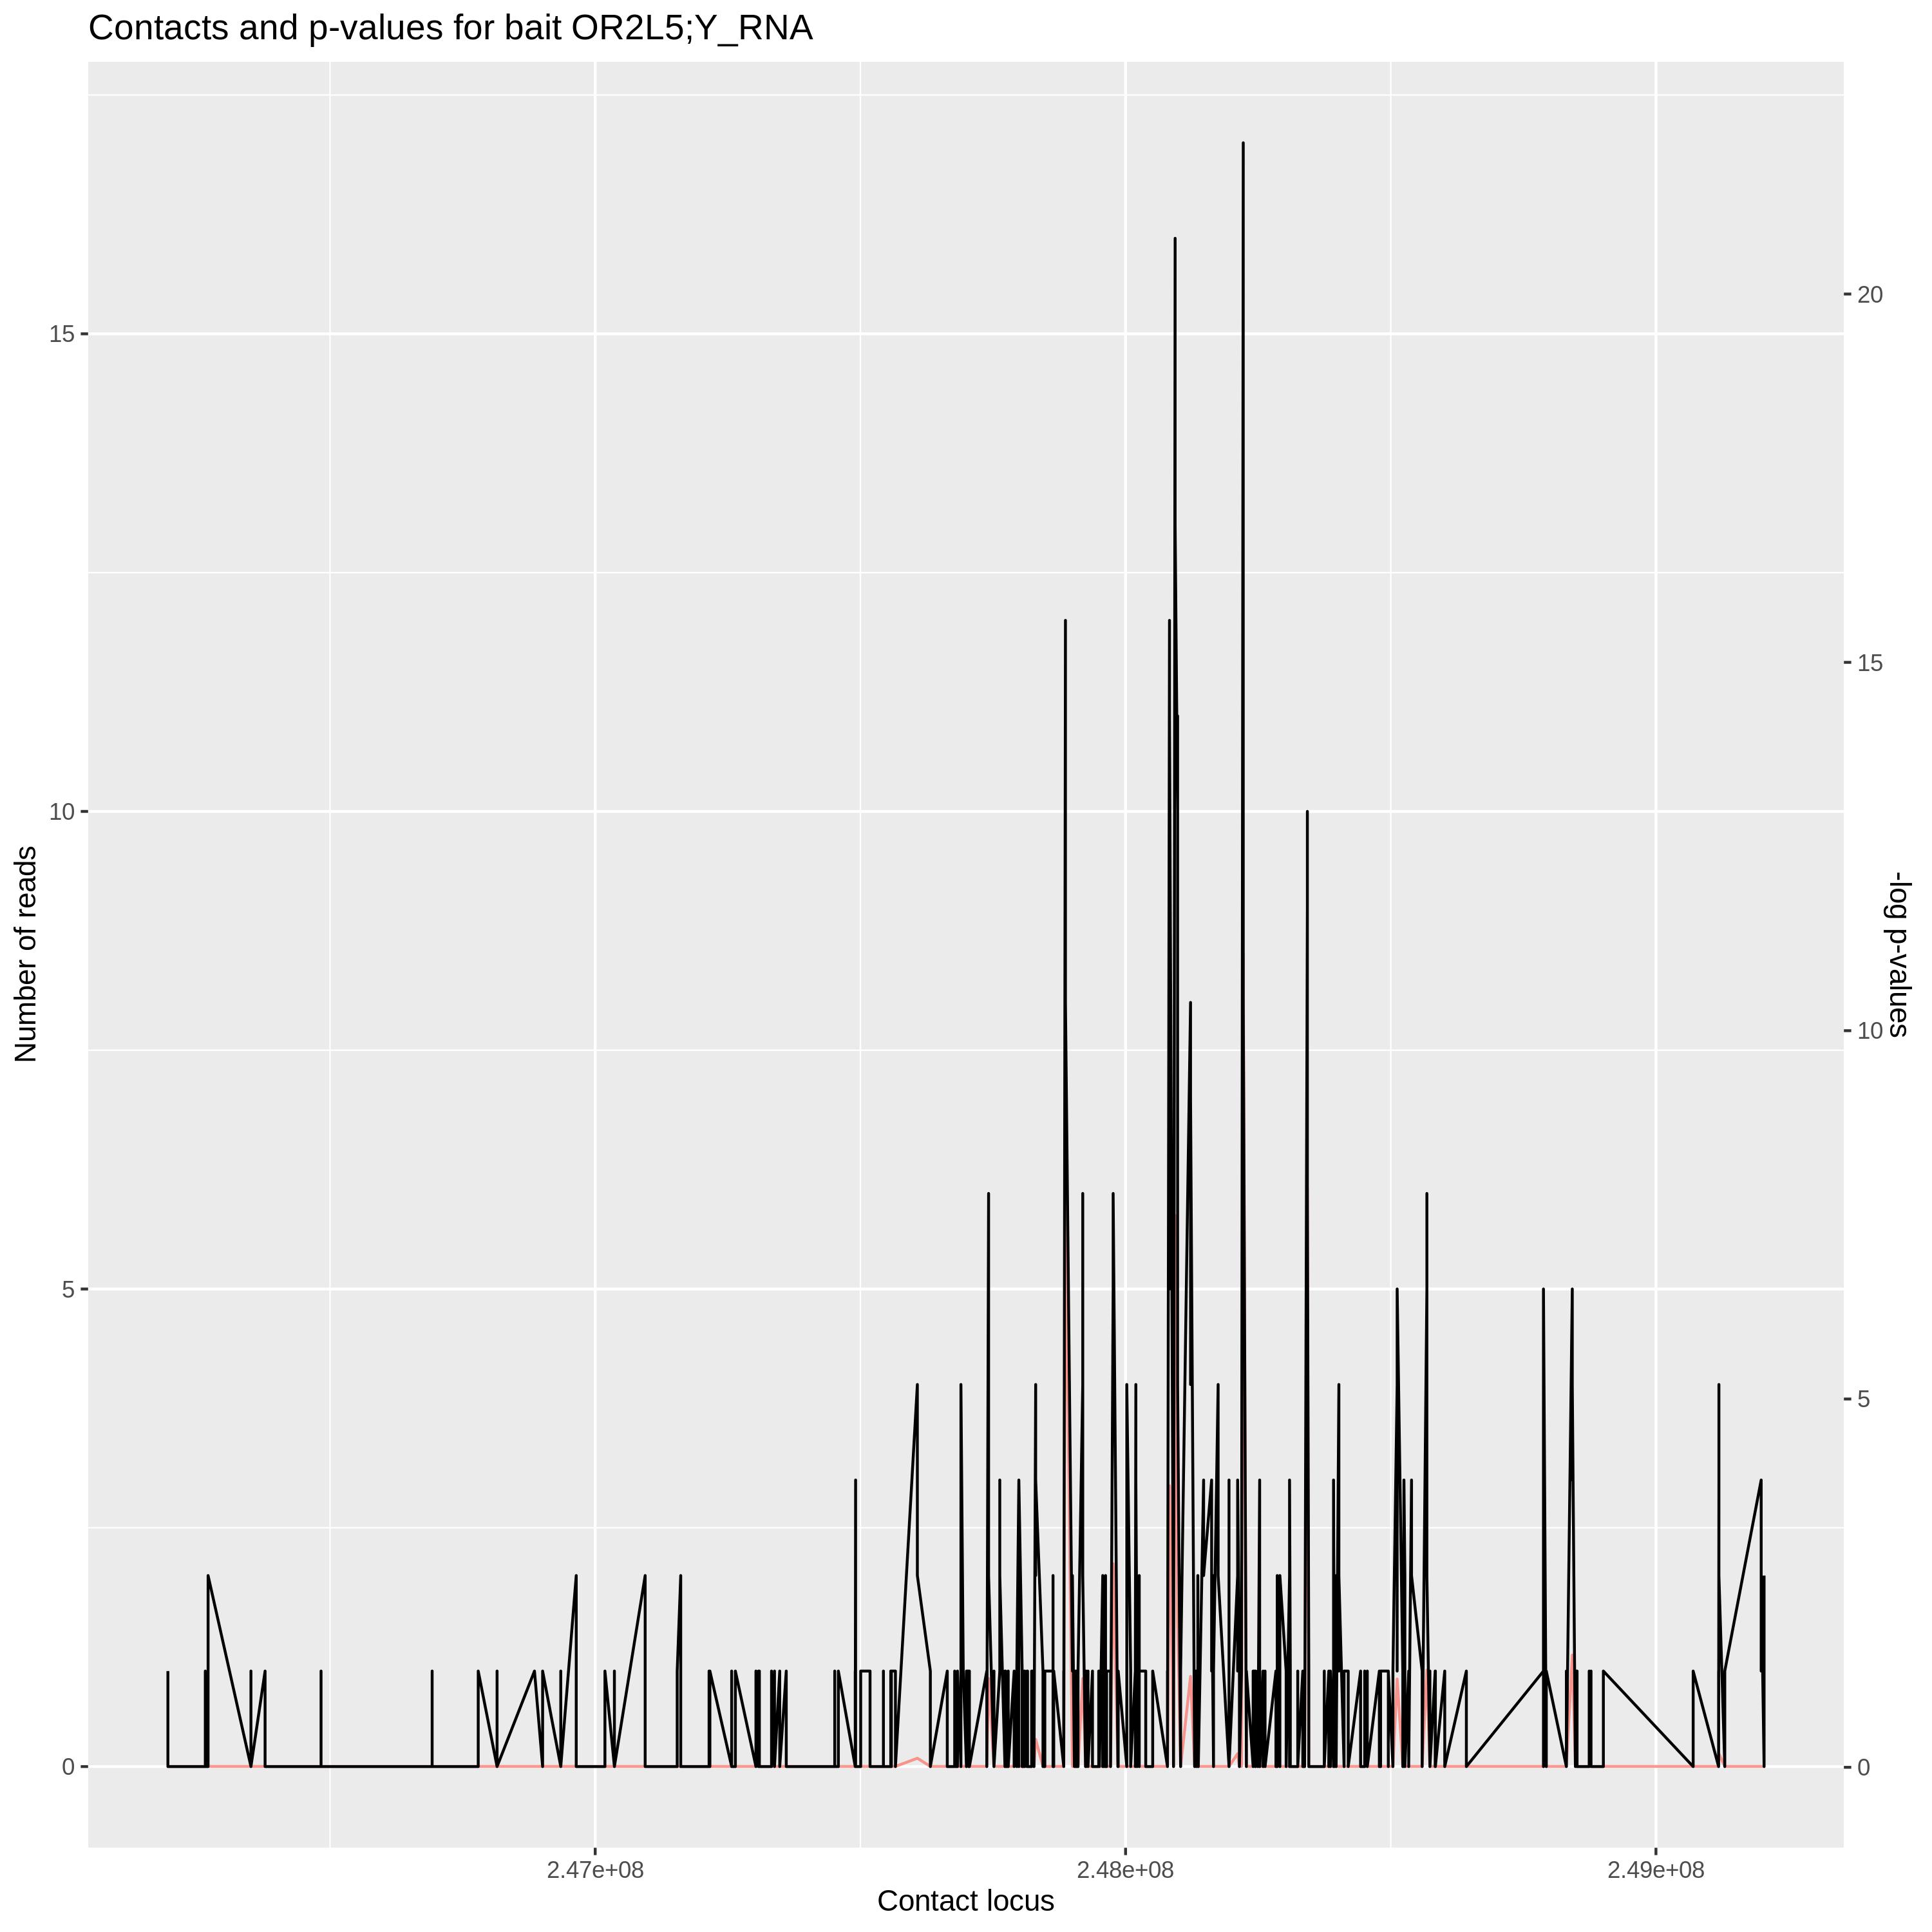 Contacts and p-values for bait OR2L5;Y_RNA
15
10
5
0
Number of reads
20
15
10
5
0
-log p-values
2.47e+08
2.48e+08
2.49e+08
Contact locus